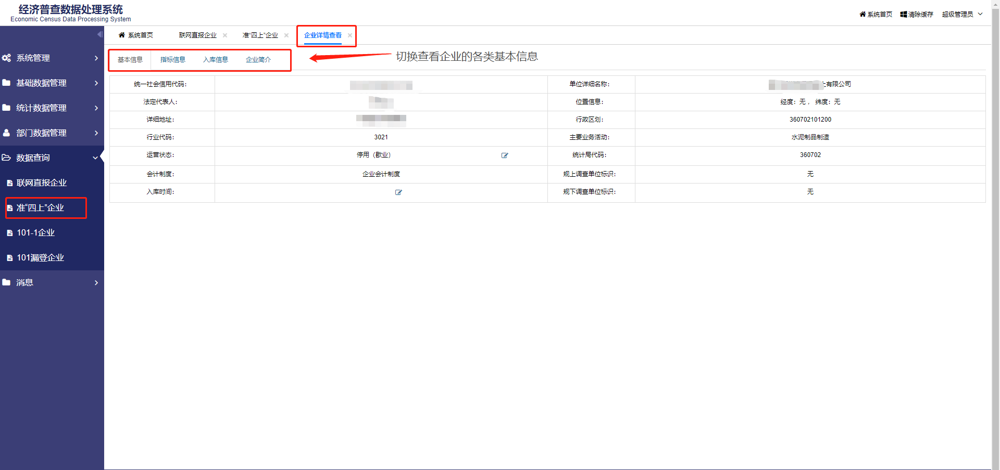 经济普查数据处理系统
Economic Census Data Processing System
系统首页 清除缓存 超级管理员
系统首页 联网直报企业 准“四上”企业 企业详情查看
系统管理
基础数据管理
统计数据管理
部门数据管理
数据查询
联网直报企业
准“四上”企业
101-1企业
101漏登企业
消息
基本信息 指标信息 入库信息 企业简介
切换查看企业的各类基本信息
统一社会信用代码: 单位详细名称: 有限公司
法定代表人: 位置信息: 经度: 无, 纬度: 无
详细地址: 行政区划: 360702101200
行业代码: 3021 主要业务活动: 水泥制品制造
运营状态: 停用（歇业） 统计局代码: 360702
会计制度: 企业会计制度 规上调查单位标识: 无
入库时间: 规下调查单位标识: 无